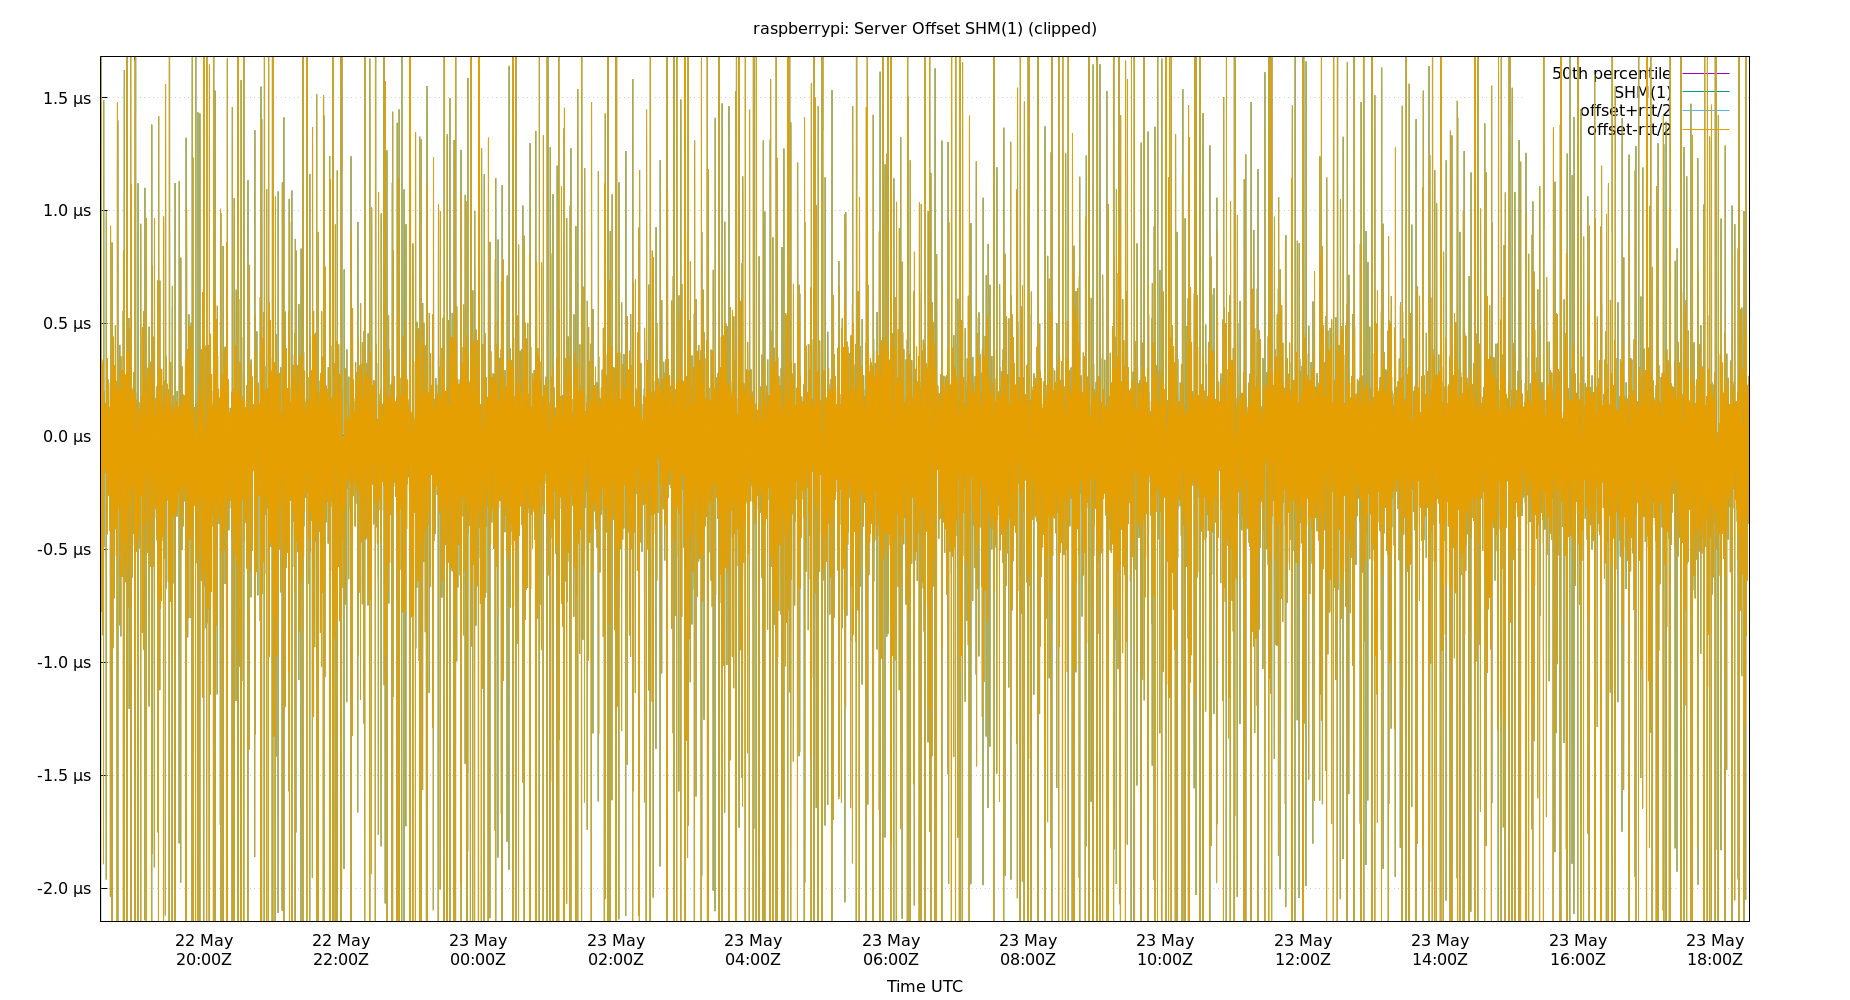 raspberrypi: Server Offset SHM(1) (clipped)
50th percentile
SHM(1)
offset+rtt/2
offset-rtt/2
1.5 µs
1.0 µs
0.5 µs
0.0 µs
-0.5 µs
-1.0 µs
-1.5 µs
-2.0 µs
22 May 22 May 23 May 23 May 23 May 23 May 23 May 23 May 23 May 23 May 23 May 23 May
20:00Z 22:00Z 00:00Z 02:00Z 04:00Z 06:00Z 08:00Z 10:00Z 12:00Z 14:00Z 16:00Z 18:00Z
Time UTC